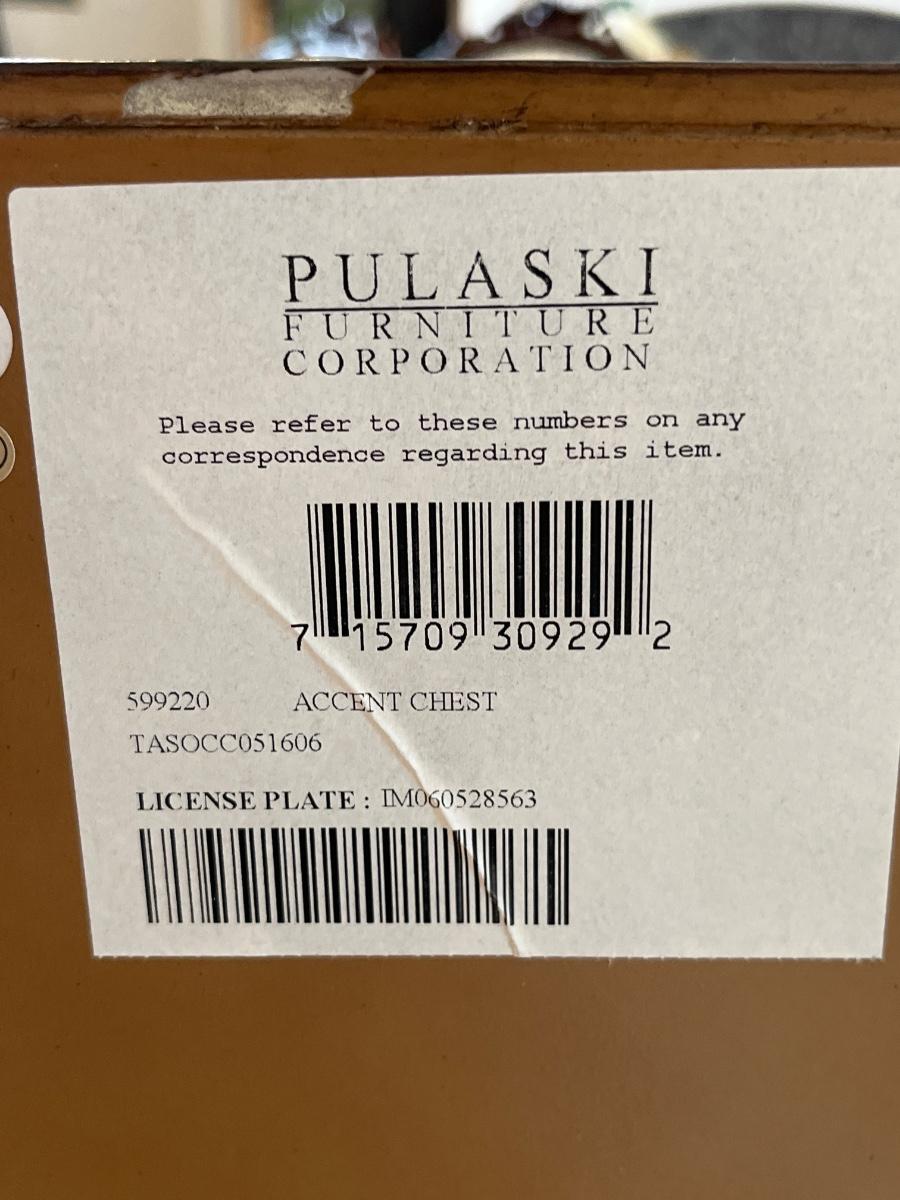 PULASKI
FURNITURE
CORPORATION
Please refer to these numbers on any
correspondence regarding this item.
7 15709 30929 2
599220 ACCENT CHEST
TASOCC051606
LICENSE PLATE : IM060528563